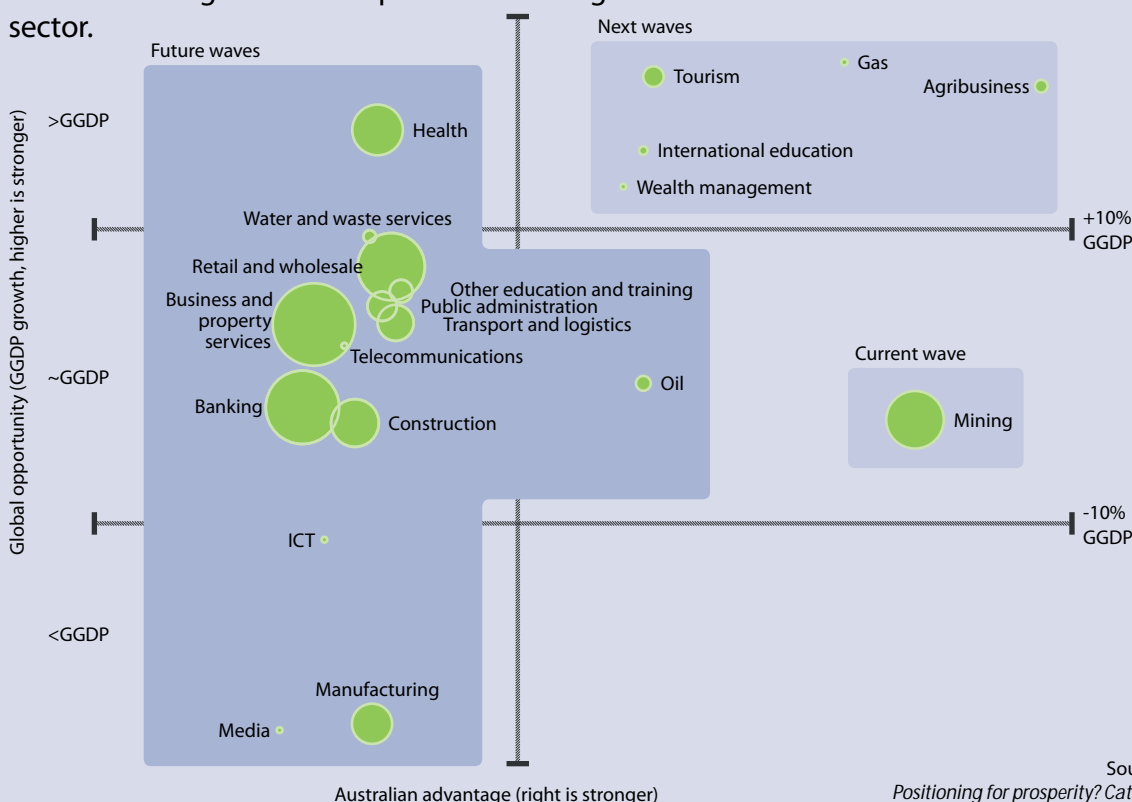 sector.
Next waves
Future waves
Gas
Tourism
Agribusiness
>GGDP
Health
International education
Wealth management
Water and waste services
+10%
GGDP
Retail and wholesale
Other education and training
Business and
property
services
Public administration
Transport and logistics
Telecommunications
Current wave
~GGDP
Oil
Banking
Construction
Mining
-10%
GGDP
ICT
<GGDP
Manufacturing
Media
Global opportunity (GGDP growth, higher is stronger)
Australian advantage (right is stronger)
Positioning for prosperity?